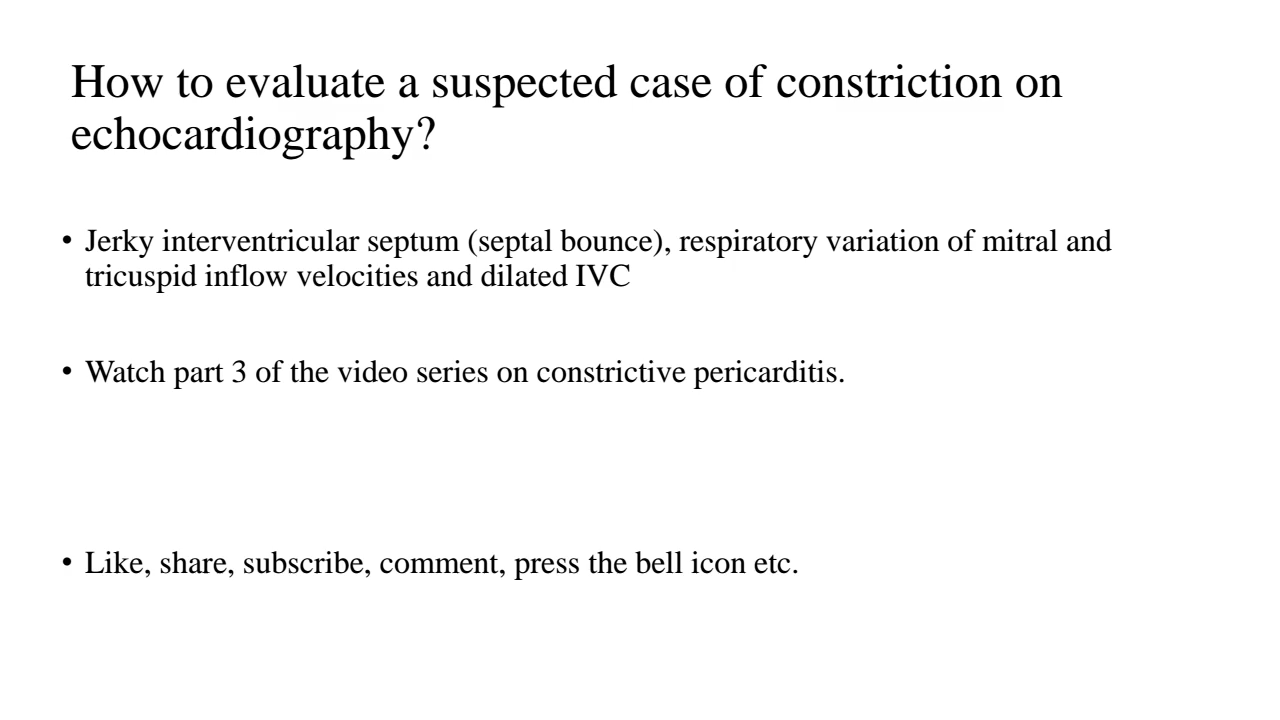 How to evaluate a suspected case of constriction on
echocardiography?
• Jerky interventricular septum (septal bounce), respiratory variation of mitral and
tricuspid inflow velocities and dilated IVC
• Watch part 3 of the video series on constrictive pericarditis.
• Like, share, subscribe, comment, press the bell icon etc.